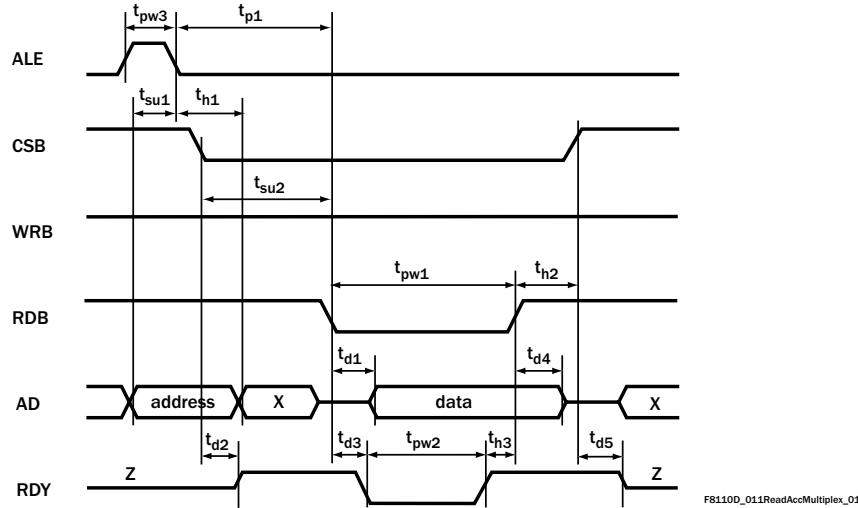 tpw3 tp1
ALE
tsu1 th1
CSB
tsu2
WRB
tpw1 th2
RDB
td1 td4
AD address X data X
td2 td3 tpw2 th3 td5
Z Z
RDY
F8110D_011ReadAccMultiplex_01